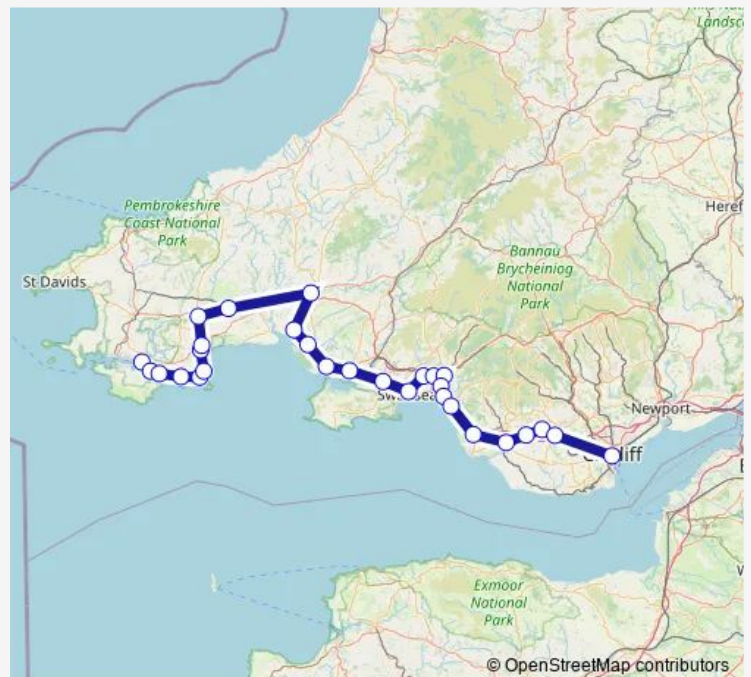 Landsc
Pembrokeshire
Coast National
Park
Heref
St Davids
Bannau
Brycheiniog
National
Park
Newport
Exmoor
National
Park
© OpenStreetMap contributors